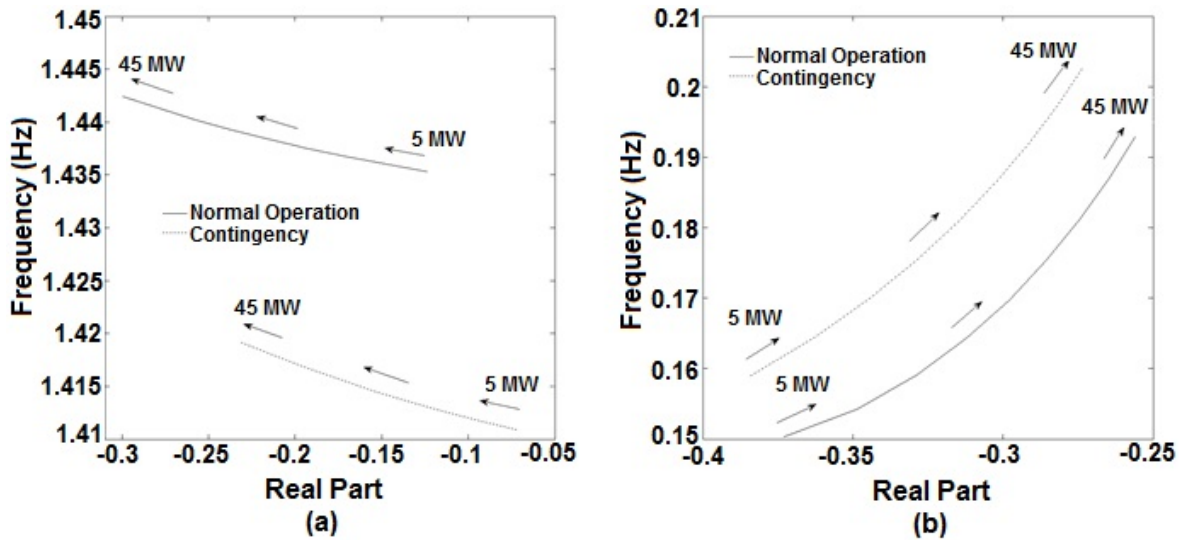 Frequency (Hz)
1.45
1.445
1.44
1.435
1.43
1.425
1.42
1.415
1.41
45 MW
5 MW
Normal Operation
Contingency
45 MW
5 MW
-0.3
-0.25
-0.2
-0.15
-0.1
-0.05
Real Part
(a)
Frequency (Hz)
0.21
0.2
0.19
0.18
0.17
0.16
0.15
Normal Operation
Contingency
45 MW
45 MW
5 MW
5 MW
-0.4
-0.35
-0.3
-0.25
Real Part
(b)